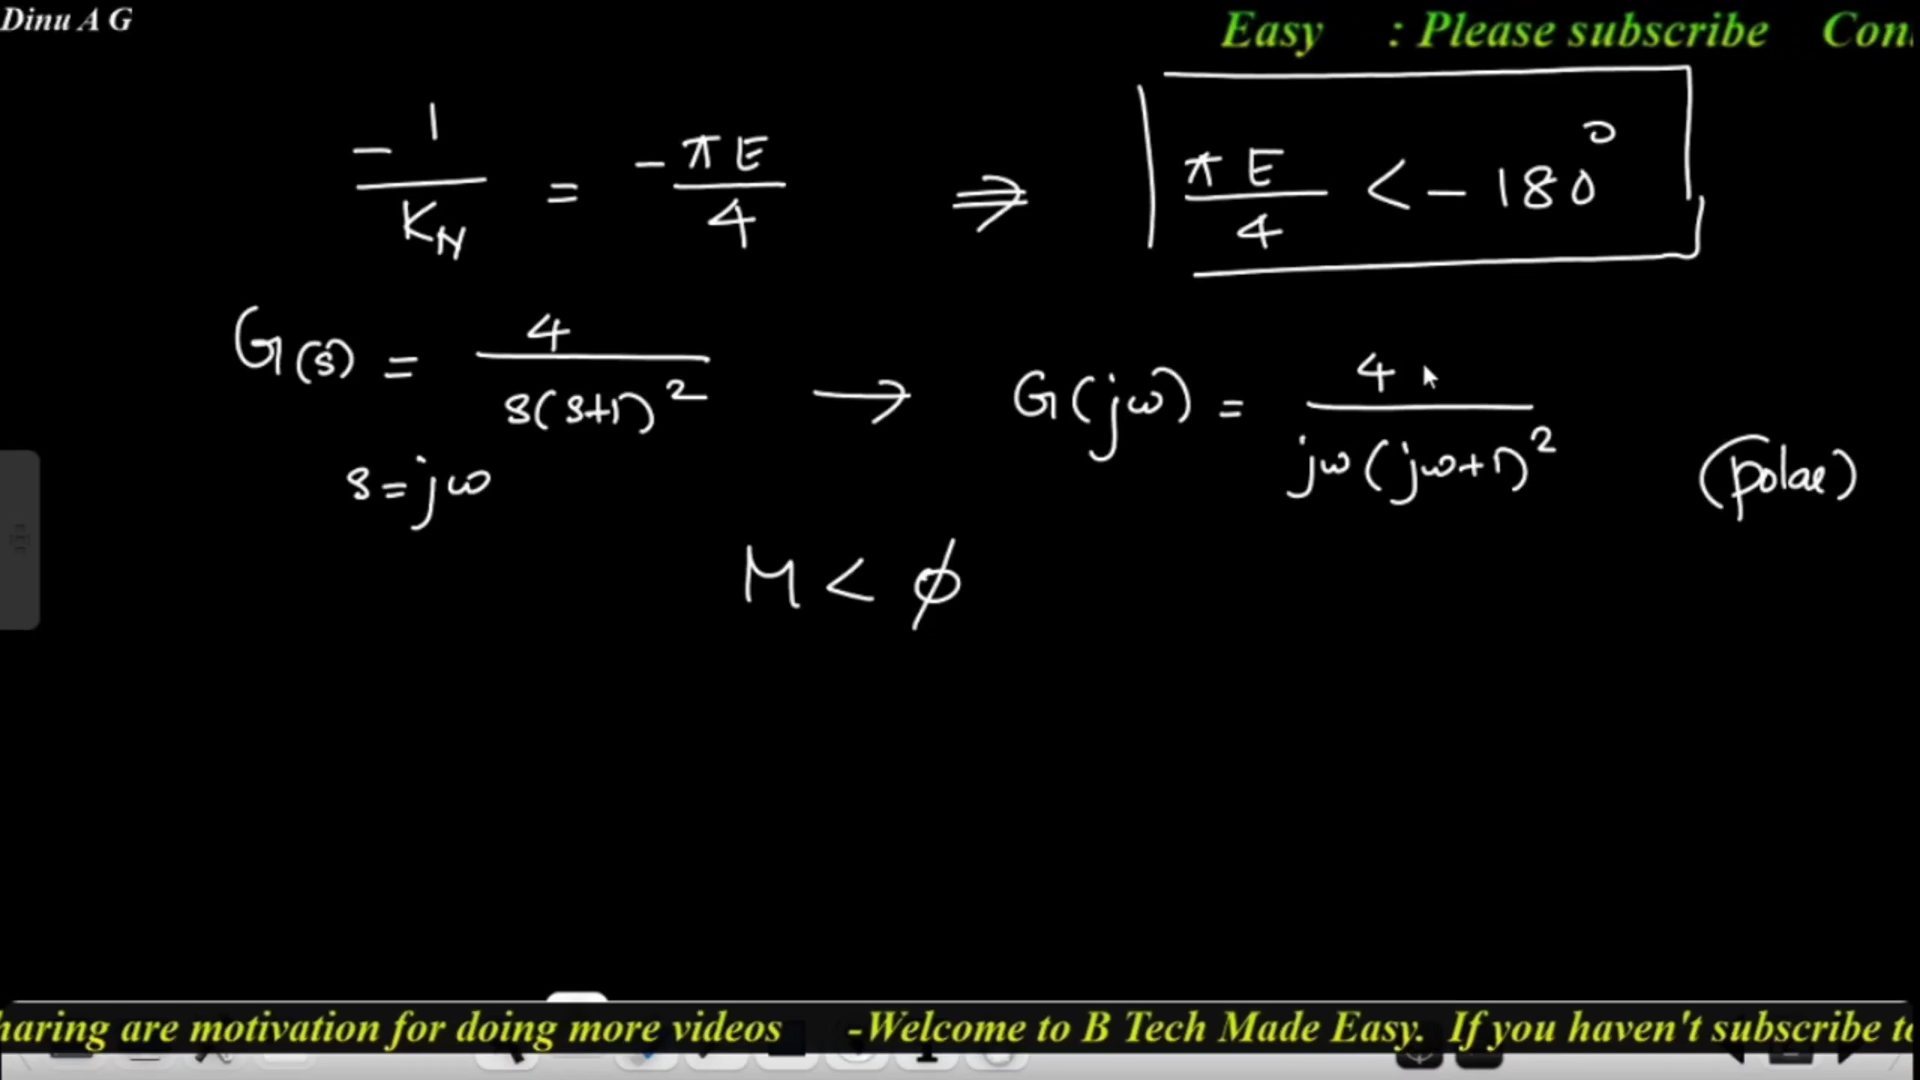 Dinu A G
Easy : Please subscribe Con
-1/K_N = -πE/4 ⇒ πE/4 < -180°
G(s) = 4/s(s+1)² → G(jω) = 4/jω(jω+1)² (polar)
s = jω
M < ϕ
haring are motivation for doing more videos -Welcome to B Tech Made Easy. If you haven't subscribe to